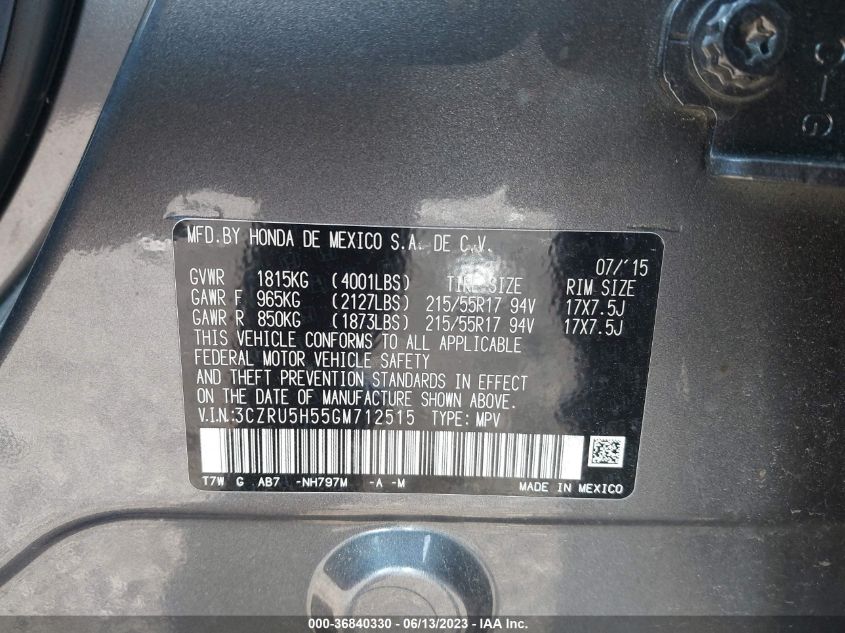 MFD.BY HONDA DE MEXICO S.A. DE C.V.
07/'15
GVWR 1815KG (4001LBS) TIRE SIZE RIM SIZE
GAWR F 965KG (2127LBS) 215/55R17 94V 17X7.5J
GAWR R 850KG (1873LBS) 215/55R17 94V 17X7.5J
THIS VEHICLE CONFORMS TO ALL APPLICABLE
FEDERAL MOTOR VEHICLE SAFETY
AND THEFT PREVENTION STANDARDS IN EFFECT
ON THE DATE OF MANUFACTURE SHOWN ABOVE.
V.I.N.:3CZRU5H55GM712515 TYPE: MPV
T7W G AB7 -NH797M -A -M MADE IN MEXICO
000-36840330 - 06/13/2023 - IAA Inc.